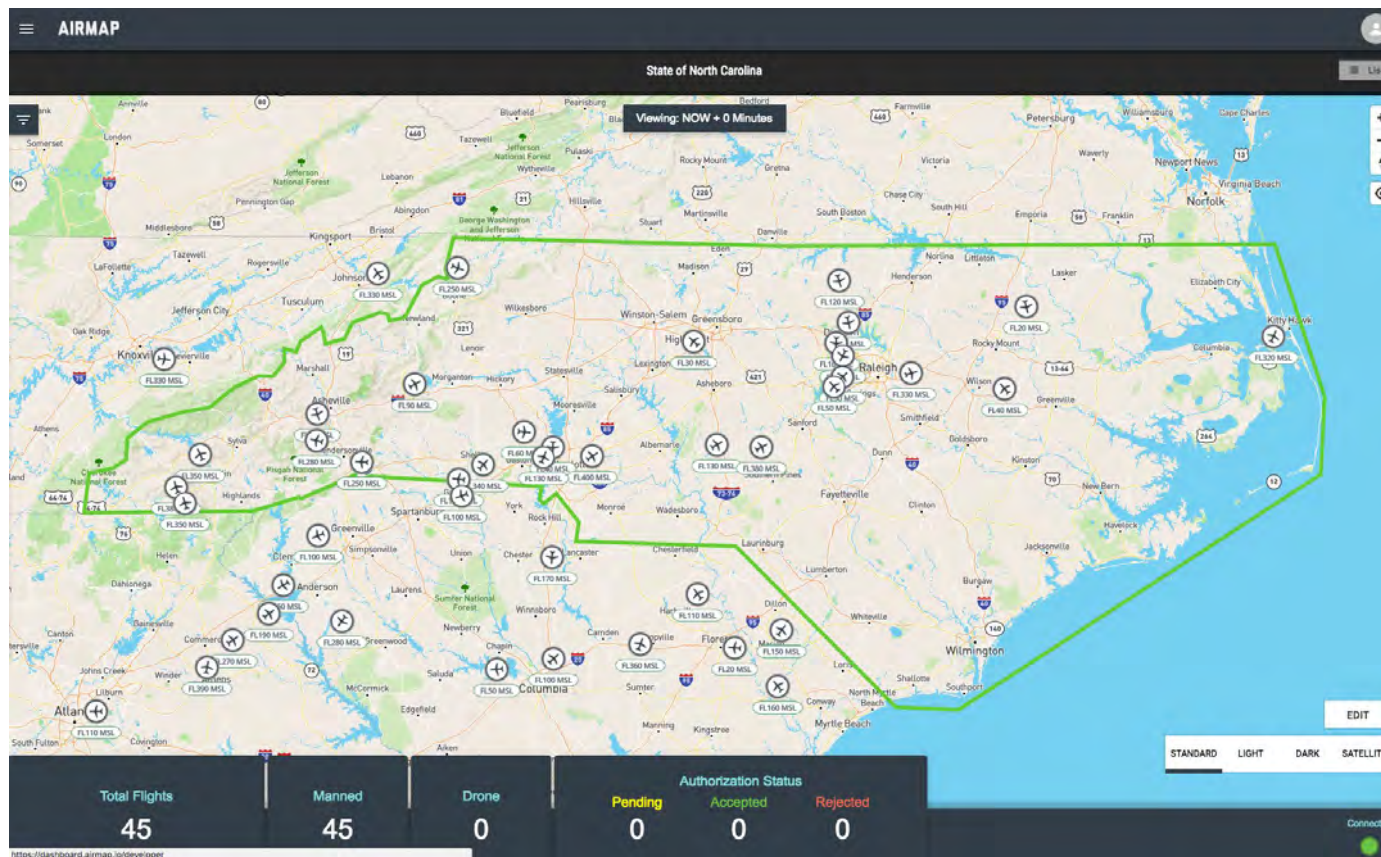 AIRMAP
State of North Carolina
Viewing: NOW + 0 Minutes
Annville
Bluefield
Pearisburg
Bedford
Farmville
Petersburg
Williamsburg
Cape Charles
Somerset
London
Tazewell
Jefferson
National Forest
Pulaski
Wytheville
Rocky Mount
Gretna
Victoria
Waverly
Newport News
Jefferson
National Forest
Lebanon
Virginia Beach
Norfolk
Pennington Gap
Abingdon
Hillsville
Stuart
Martinsville
Chase City
South Hill
South Boston
Emporia
Franklin
Middlesboro
Kingsport
Bristol
George Washington
and Jefferson
Danville
Eden
LaFollette
Tazewell
Rogersville
Madison
Norlina
Littleton
Lasker
Henderson
Elizabeth City
FL330 MSL
FL250 MSL
FL120 MSL
Jefferson City
Tusculum
Wilkesboro
Winston-Salem
Greensboro
FL20 MSL
Kitty Hawk
Oak Ridge
Lenoir
Rocky Mount
Columbia
FL320 MSL
FL330 MSL
Marshall
Morganton
Hickory
Statesville
Lexington
FL30 MSL
Asheboro
Raleigh
FL330 MSL
Wilson
FL40 MSL
Greenville
FL90 MSL
Salisbury
Mooresville
FL50 MSL
Smithfield
Athens
Asheville
Sanford
Goldsboro
Sylva
Albemarle
Dunn
Kinston
Cherokee
National Forest
FL350 MSL
FL280 MSL
Pisgah National
Forest
FL250 MSL
FL60 M
FL130 MSL
FL400 MSL
FL130 MSL
FL380 MSL
New Bern
Highlands
FL350 MSL
Spartanburg
FL100 MSL
York
Rock Hill
Monroe
Wadesboro
Fayetteville
Clinton
Havelock
Greenville
Helen
FL100 MSL
Simpsonville
Union
Chester
Lancaster
Chesterfield
Laurinburg
Jacksonville
Dahlonega
Anderson
Laurens
Sumter National
Forest
FL170 MSL
Lumberton
Burgaw
Winnsboro
FL110 MSL
Dillon
Gainesville
FL190 MSL
FL280 MSL
Greenwood
Newberry
Camden
Whiteville
Canton
FL150 MSL
Wilmington
Johns Creek
Winder
FL390 MSL
Chapin
FL360 MSL
FL20 MSL
Saluda
FL50 MSL
FL100 MSL
Columbia
Sumter
FL160 MSL
Conway
North Myrtle
Beach
Shallotte
Southport
Lilburn
McCormick
FL110 MSL
Edgefield
Manning
Kingstree
Myrtle Beach
South Fulton
Covington
Aiken
EDIT
STANDARD
LIGHT
DARK
Total Flights
Manned
Drone
Authorization Status
Pending
Accepted
Rejected
45
45
0
0
0
0
https://dashboard.airmap.io/developer